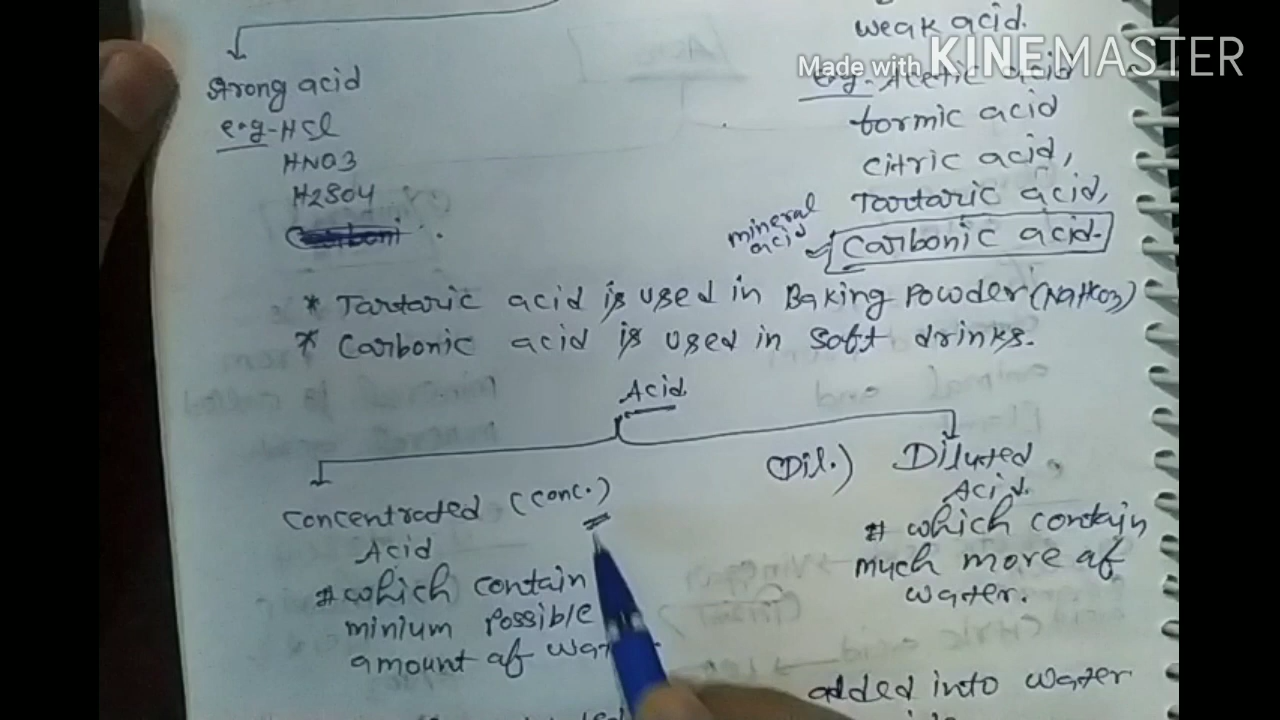 weak acid.
Made with KINEMASTER
Strong acid
e.g - HCl
HNO3
H2SO4
e.g. - Acetic acid
formic acid
citric acid,
Tartaric acid,
mineral
acid
Carbonic acid.
* Tartaric acid is used in Baking Powder (NaHCO3)
* Carbonic acid is used in Soft drinks.
Acid
Concentrated (conc.)
Acid
# which contain
minium possible
amount of
(Dil.) Diluted
Acid.
# which contain
much more of
water.
added into water